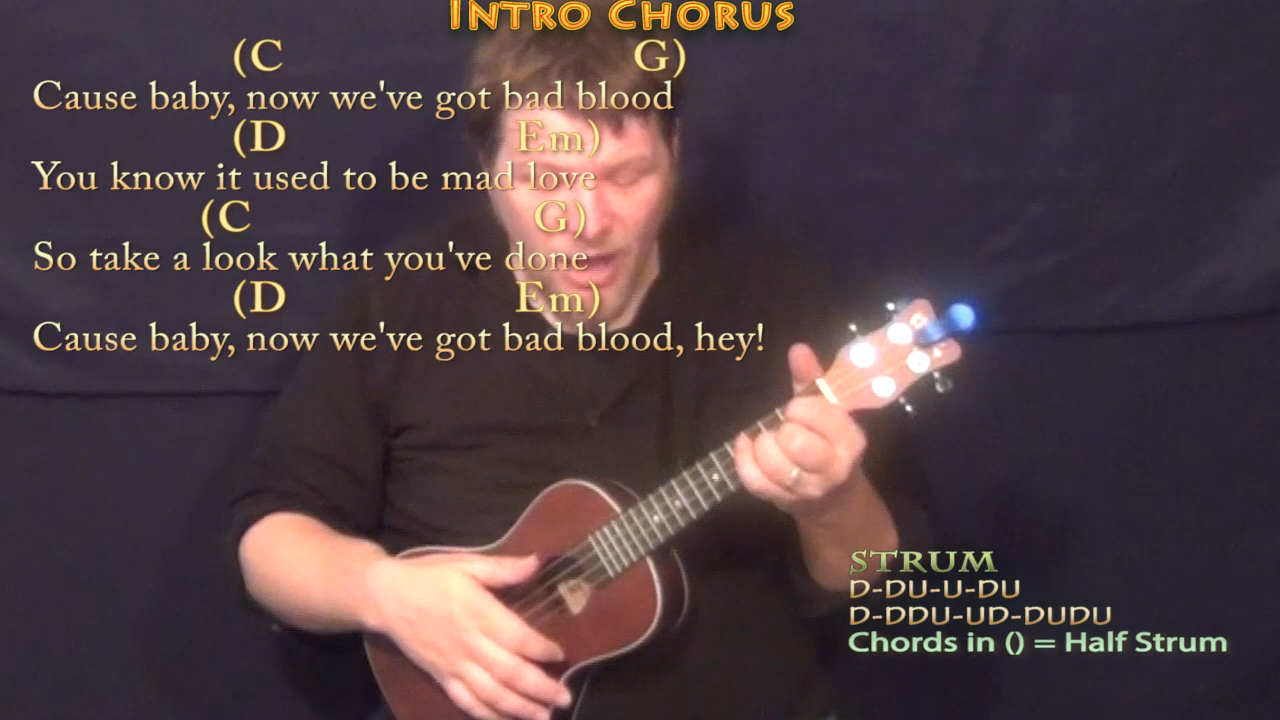 Intro Chorus
(C G)
Cause baby, now we've got bad blood
(D Em)
You know it used to be mad love
(C G)
So take a look what you've done
(D Em)
Cause baby, now we've got bad blood, hey!
STRUM
D-DU-U-DU
D-DDU-UD-DUDU
Chords in () = Half Strum